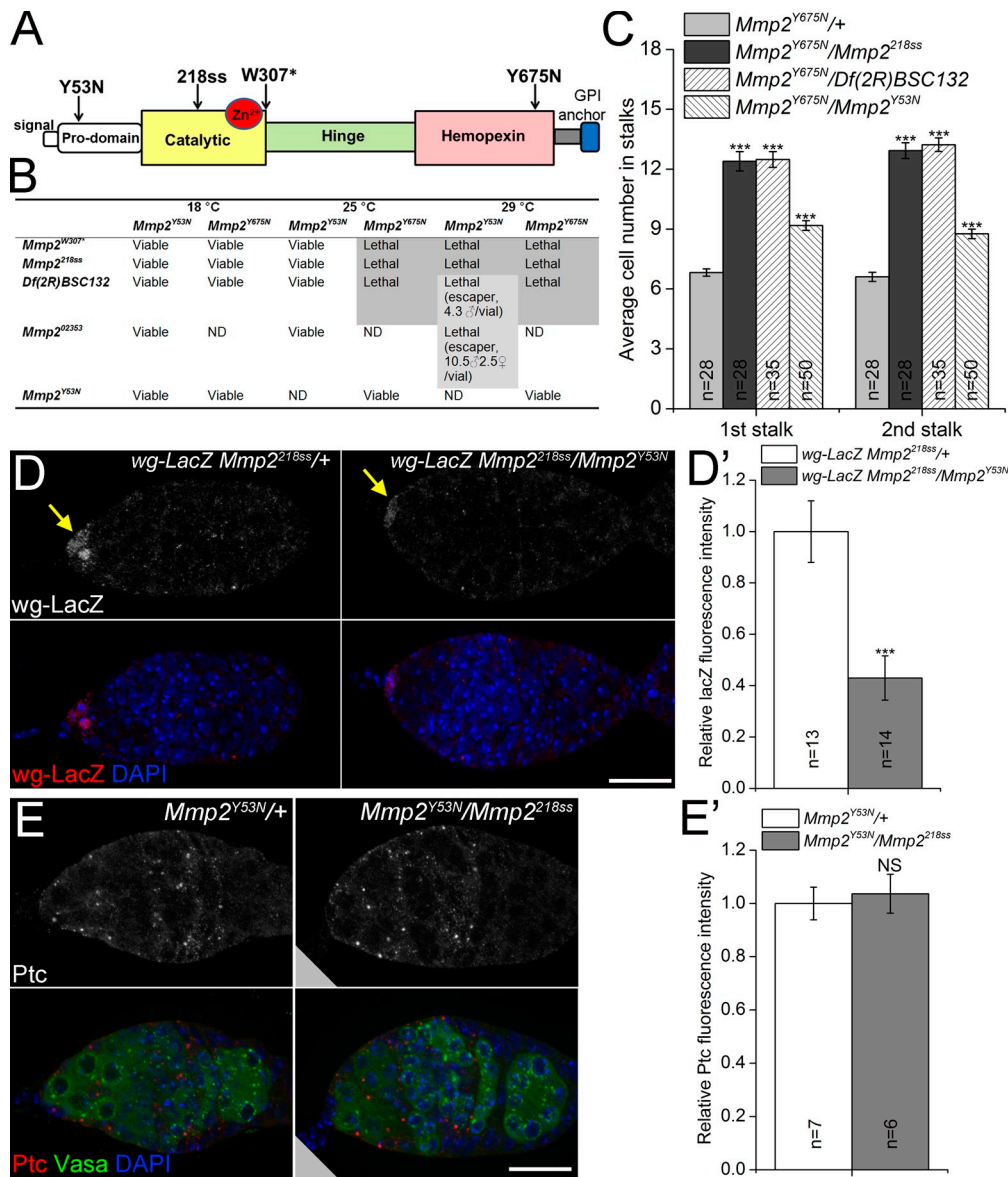 A
Y53N
218ss
W307*
Y675N
GPI
anchor
signal
Pro-domain
Catalytic
Zn2+
Hinge
Hemopexin
B
18 °C 25 °C 29 °C
Mmp2Y53N Mmp2Y675N Mmp2Y53N Mmp2Y675N Mmp2Y53N Mmp2Y675N
Mmp2W307* Viable Viable Viable Lethal Lethal Lethal
Mmp2218ss Viable Viable Viable Lethal Lethal Lethal
Df(2R)BSC132 Viable Viable Viable Lethal Lethal Lethal
(escaper,
4.3 ♂/vial)
Mmp202353 Viable ND Viable ND Lethal ND
(escaper,
10.5♂2.5♀
/vial)
Mmp2Y53N Viable Viable ND Viable ND Viable
C
Mmp2Y675N/+
Mmp2Y675N/Mmp2218ss
Mmp2Y675N/Df(2R)BSC132
Mmp2Y675N/Mmp2Y53N
Average cell number in stalks
18
15
12
9
6
3
0
*** *** *** *** *** ***
n=28 n=28 n=35 n=50 n=28 n=28 n=35 n=50
1st stalk 2nd stalk
D
wg-LacZ Mmp2218ss/+
wg-LacZ Mmp2218ss/Mmp2Y53N
wg-LacZ
wg-LacZ DAPI
D'
wg-LacZ Mmp2218ss/+
wg-LacZ Mmp2218ss/Mmp2Y53N
Relative lacZ fluorescence intensity
1.2
1.0
0.8
0.6
0.4
0.2
0.0
***
n=13 n=14
E
Mmp2Y53N/+
Mmp2Y53N/Mmp2218ss
Ptc
Ptc Vasa DAPI
E'
Mmp2Y53N/+
Mmp2Y53N/Mmp2218ss
Relative Ptc fluorescence intensity
1.2
1.0
0.8
0.6
0.4
0.2
0.0
NS
n=7 n=6